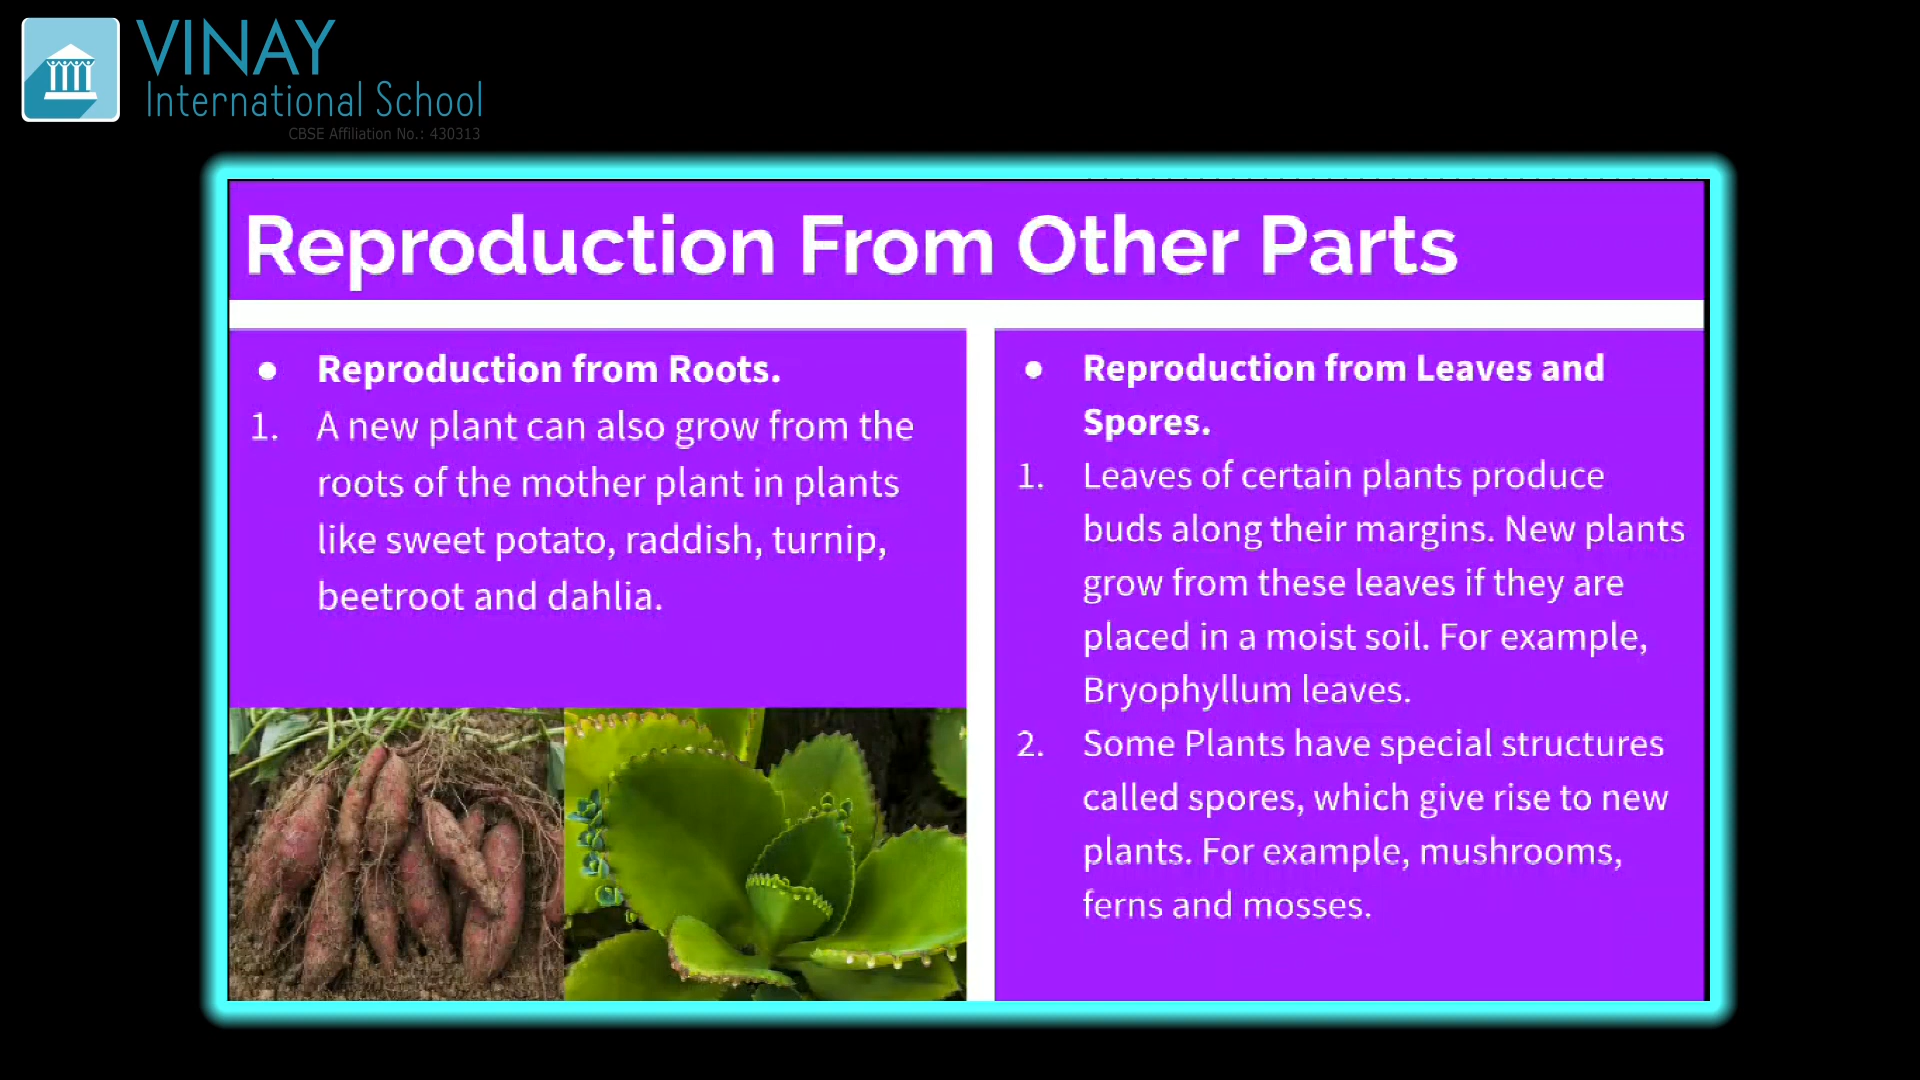 VINAY
International School
CBSE Affiliation No.: 430313
Reproduction From Other Parts
● Reproduction from Roots.
1. A new plant can also grow from the
roots of the mother plant in plants
like sweet potato, raddish, turnip,
beetroot and dahlia.
● Reproduction from Leaves and
Spores.
1. Leaves of certain plants produce
buds along their margins. New plants
grow from these leaves if they are
placed in a moist soil. For example,
Bryophyllum leaves.
2. Some Plants have special structures
called spores, which give rise to new
plants. For example, mushrooms,
ferns and mosses.